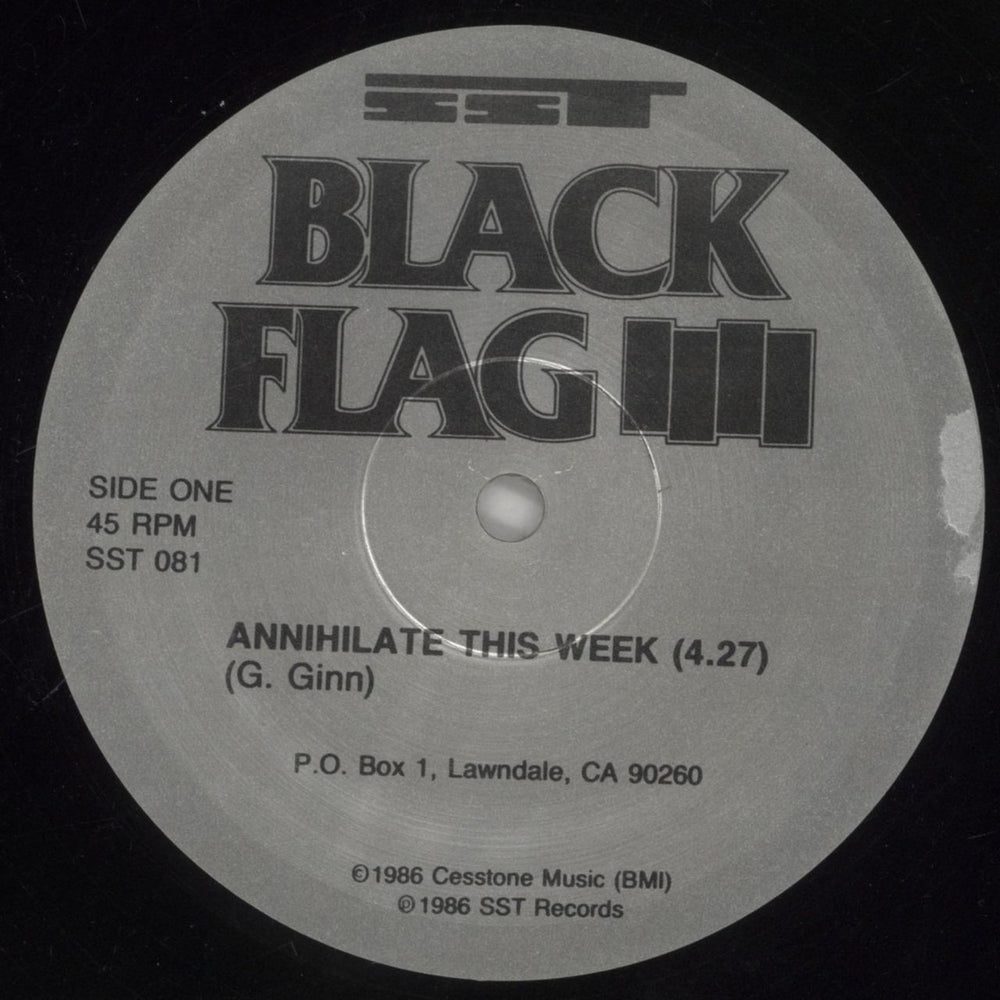 SST
BLACK
FLAG
SIDE ONE
45 RPM
SST 081
ANNIHILATE THIS WEEK (4.27)
(G. Ginn)
P.O. Box 1, Lawndale, CA 90260
©1986 Cesstone Music (BMI)
℗1986 SST Records